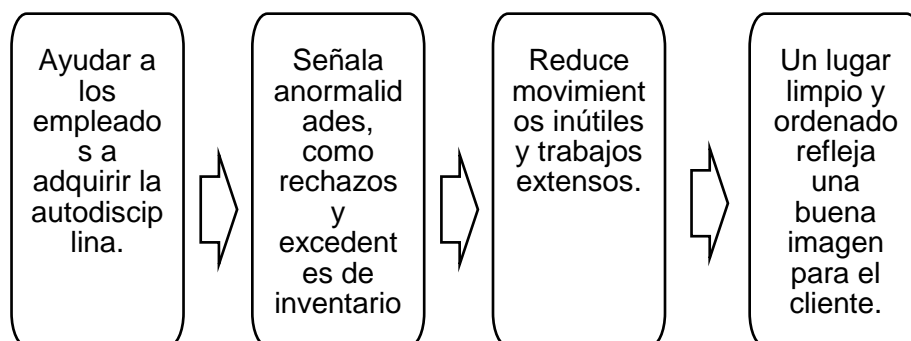 Ayudar a
los
empleado
s a
adquirir la
autodiscip
lina.
Señala
anormalid
ades,
como
rechazos
y
excedent
es de
inventario
Reduce
movimient
os inútiles
y trabajos
extensos.
Un lugar
limpio y
ordenado
refleja
una
buena
imagen
para el
cliente.